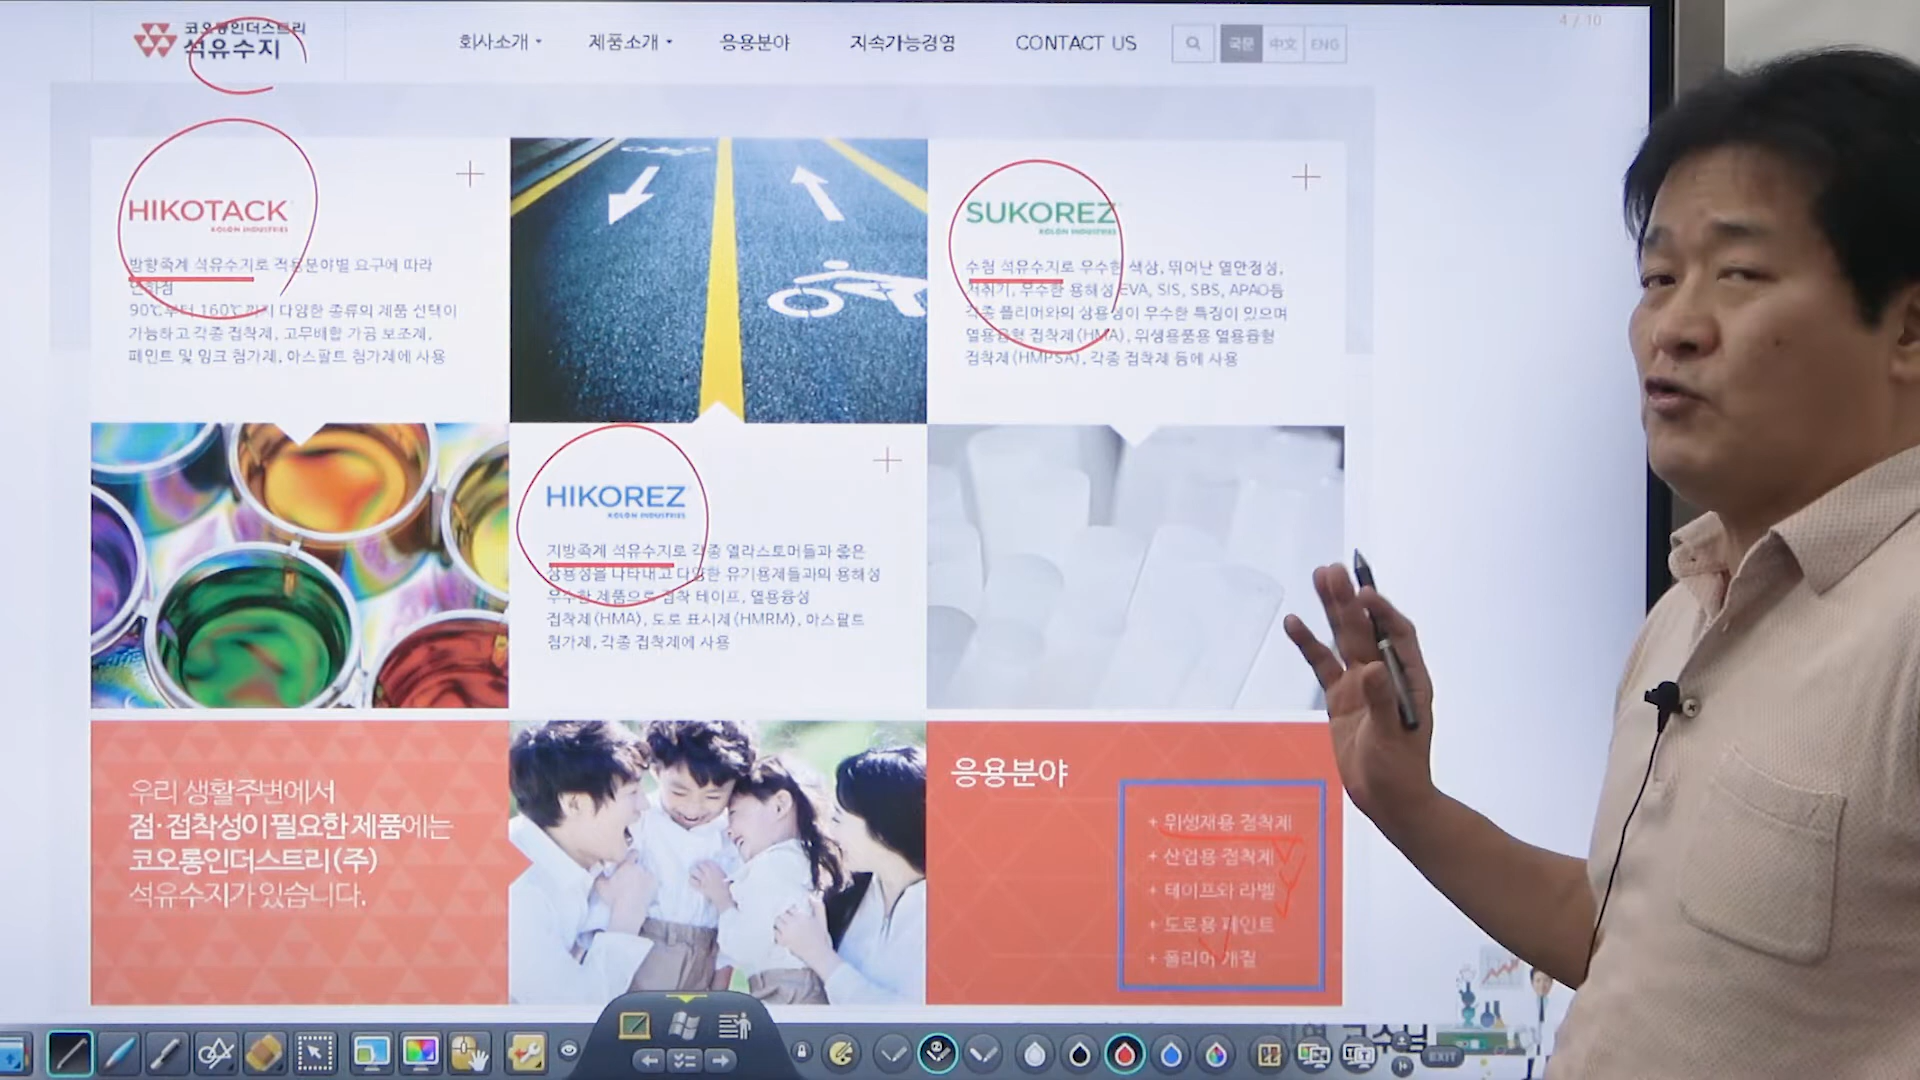 4 / 10
코오롱인더스트리
석유수지
회사소개
제품소개
응용분야
지속가능경영
CONTACT US
국문
中文
ENG
HIKOTACK
KOLON INDUSTRIES
방향족계 석유수지로 적용분야별 요구에 따라
연화점
90℃부터 160℃까지 다양한 종류의 제품 선택이
가능하고 각종 접착제, 고무배합 가공 보조제,
페인트 및 잉크 첨가제, 아스팔트 첨가제에 사용
SUKOREZ
KOLON INDUSTRIES
수첨 석유수지로 우수한 색상, 뛰어난 열안정성,
저취기, 우수한 용해성 EVA, SIS, SBS, APAO등
각종 폴리머와의 상용성이 우수한 특징이 있으며
열용융형 접착제(HMA), 위생용품용 열용융형
접착제(HMPSA), 각종 접착제 등에 사용
HIKOREZ
KOLON INDUSTRIES
지방족계 석유수지로 각종 엘라스토머들과 좋은
상용성을 나타내고 다양한 유기용제들과의 용해성
우수한 제품으로 점착 테이프, 열용융성
접착제(HMA), 도로 표시제(HMRM), 아스팔트
첨가제, 각종 접착제에 사용
우리 생활주변에서
점·접착성이 필요한 제품에는
코오롱인더스트리(주)
석유수지가 있습니다.
응용분야
+ 위생재용 점착제
+ 산업용 접착제
+ 테이프와 라벨
+ 도로용 페인트
+ 폴리머 개질
EXIT